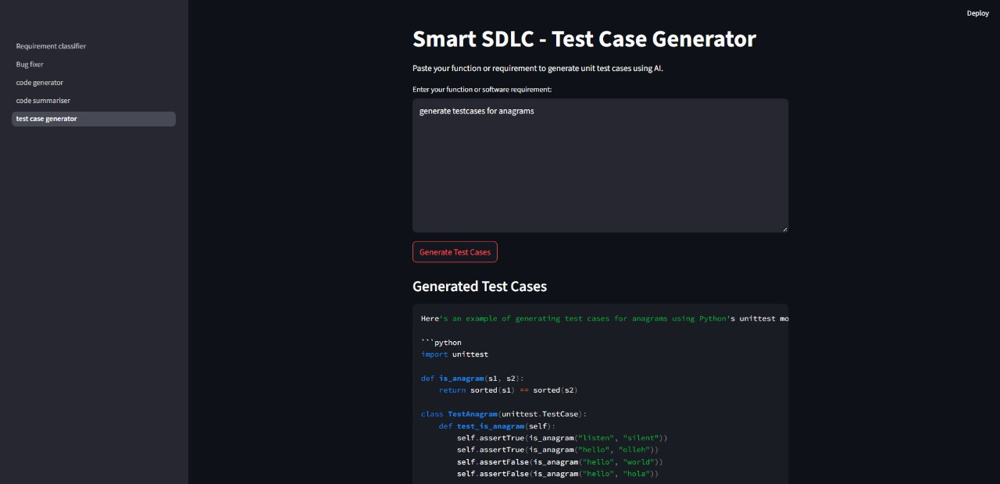 Deploy
Requirement classifier
Bug fixer
code generator
code summariser
test case generator
Smart SDLC - Test Case Generator
Paste your function or requirement to generate unit test cases using AI.
Enter your function or software requirement:
generate testcases for anagrams
Generate Test Cases
Generated Test Cases
Here's an example of generating test cases for anagrams using Python's unittest mo
```python
import unittest
def is_anagram(s1, s2):
    return sorted(s1) == sorted(s2)
class TestAnagram(unittest.TestCase):
    def test_is_anagram(self):
        self.assertTrue(is_anagram("listen", "silent"))
        self.assertTrue(is_anagram("hello", "olleh"))
        self.assertFalse(is_anagram("hello", "world"))
        self.assertFalse(is_anagram("hello", "hola"))